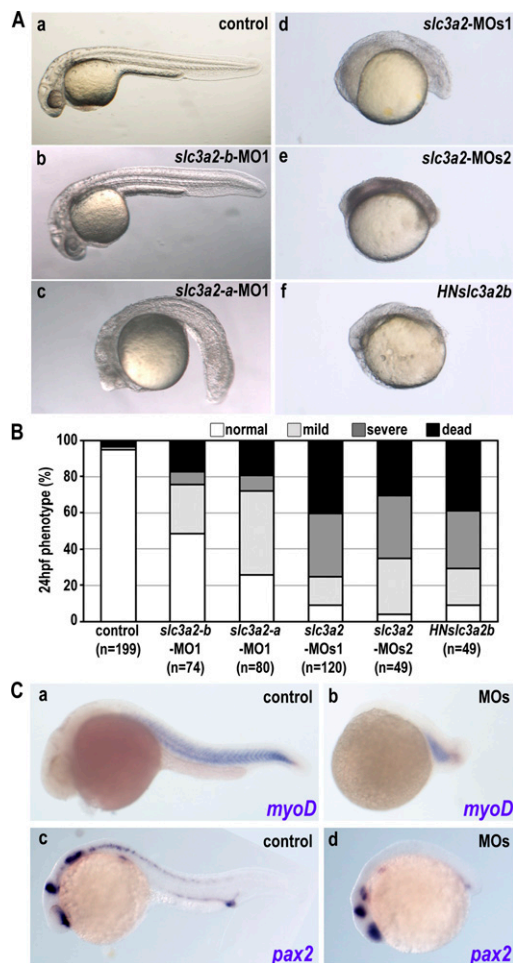 A
a
control
d
slc3a2-MOs1
b
slc3a2-b-MO1
e
slc3a2-MOs2
c
slc3a2-a-MO1
f
HNslc3a2b
B
normal mild severe dead
24hpf phenotype (%)
100
80
60
40
20
0
control
(n=199)
slc3a2-b
-MO1
(n=74)
slc3a2-a
-MO1
(n=80)
slc3a2
-MOs1
(n=120)
slc3a2
-MOs2
(n=49)
HNslc3a2b
(n=49)
C
a
control
myoD
b
MOs
myoD
c
control
pax2
d
MOs
pax2